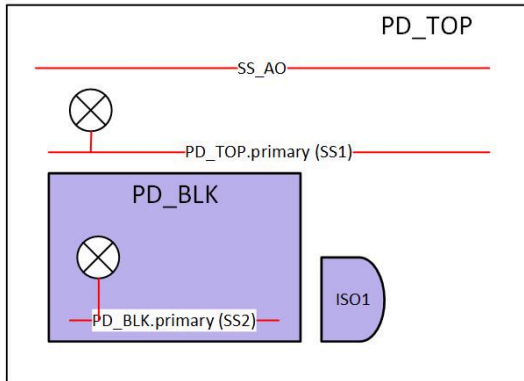 PD_TOP
SS_AO
PD_TOP.primary (SS1)
PD_BLK
PD_BLK.primary (SS2)
ISO1